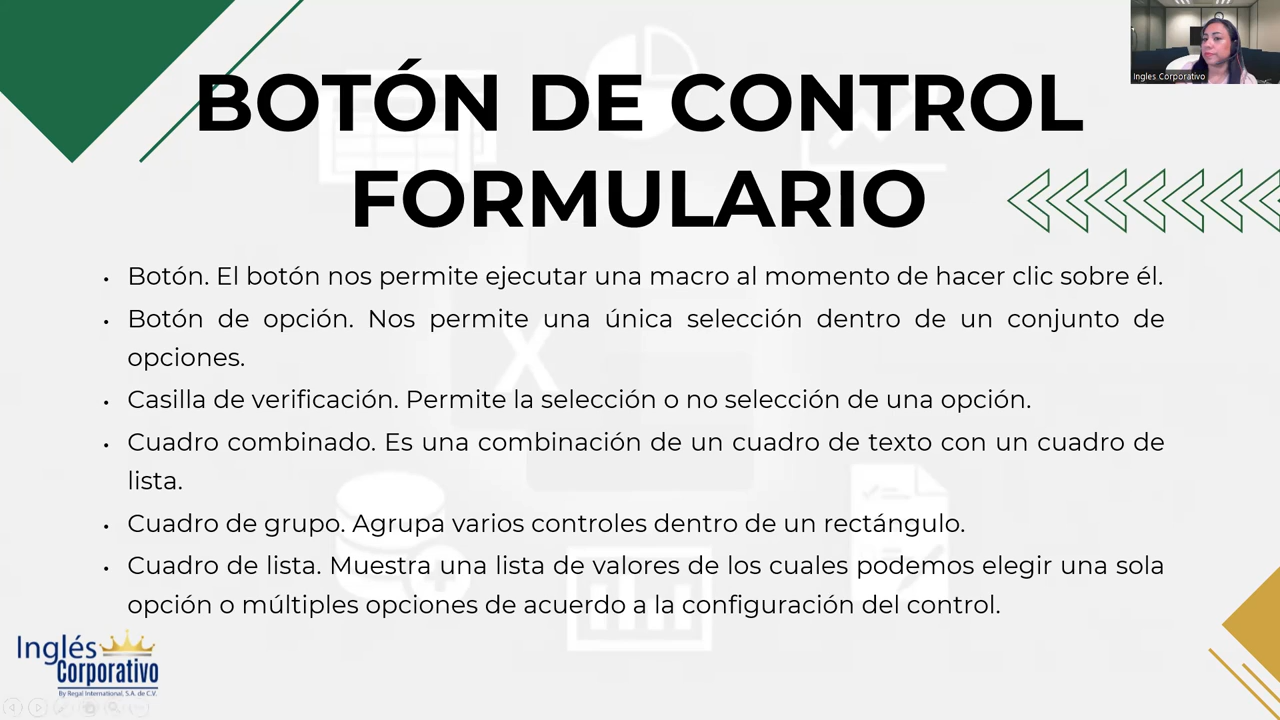 Ingles Corporativo
BOTÓN DE CONTROL
FORMULARIO
• Botón. El botón nos permite ejecutar una macro al momento de hacer clic sobre él.
• Botón de opción. Nos permite una única selección dentro de un conjunto de
opciones.
• Casilla de verificación. Permite la selección o no selección de una opción.
• Cuadro combinado. Es una combinación de un cuadro de texto con un cuadro de
lista.
• Cuadro de grupo. Agrupa varios controles dentro de un rectángulo.
• Cuadro de lista. Muestra una lista de valores de los cuales podemos elegir una sola
opción o múltiples opciones de acuerdo a la configuración del control.
Inglés
Corporativo
By Regal International, S.A. de C.V.
X